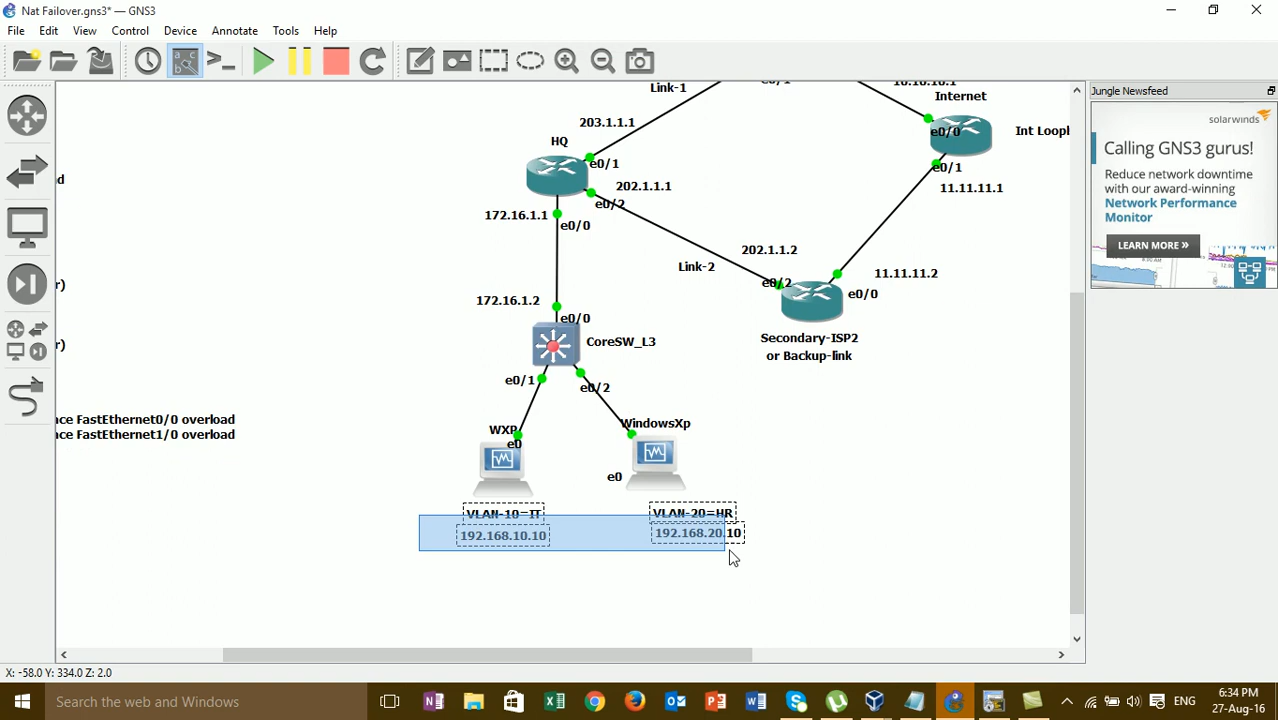 Nat Failover.gns3* — GNS3
File Edit View Control Device Annotate Tools Help
Jungle Newsfeed
solarwinds
Calling GNS3 gurus!
Reduce network downtime
with our award-winning
Network Performance
Monitor
LEARN MORE »
Link-1
e0/1
Internet
203.1.1.1
e0/0
Int Looph
HQ
e0/1
e0/1
202.1.1.1
11.11.11.1
e0/2
172.16.1.1
e0/0
202.1.1.2
Link-2
11.11.11.2
e0/2
e0/0
172.16.1.2
e0/0
CoreSW_L3
Secondary-ISP2
or Backup-link
e0/1
e0/2
nce FastEthernet0/0 overload
nce FastEthernet1/0 overload
WXP
WindowsXp
e0
e0
VLAN-10=IT
VLAN-20=HR
192.168.10.10
192.168.20.10
X: -58.0 Y: 334.0 Z: 2.0
Search the web and Windows
ENG
6:34 PM
27-Aug-16